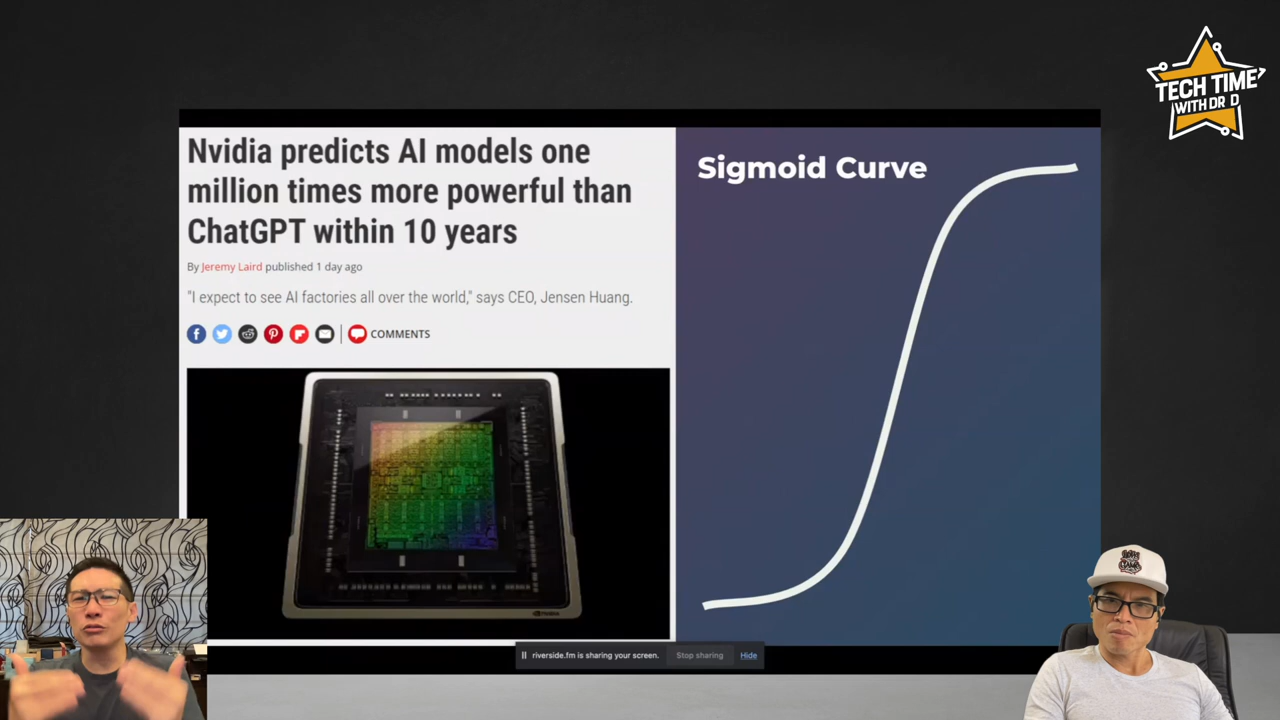 Nvidia predicts AI models one
million times more powerful than
ChatGPT within 10 years
By Jeremy Laird published 1 day ago
"I expect to see AI factories all over the world," says CEO, Jensen Huang.
COMMENTS
Sigmoid Curve
TECH TIME
WITH DR D
riverside.fm is sharing your screen.
Stop sharing
Hide